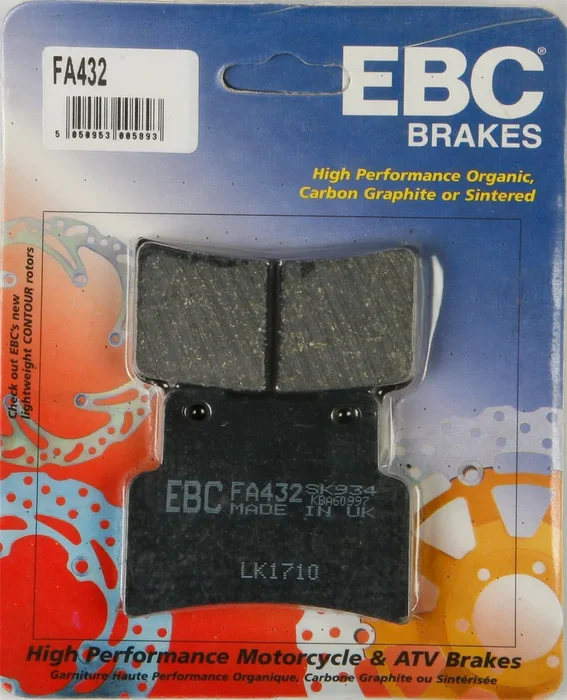 FA432
5 050953 005893
EBC®
BRAKES
High Performance Organic,
Carbon Graphite or Sintered
Check out EBC's new
lightweight CONTOUR rotors
EBC FA432 SK934
KBA60997
MADE IN UK
LK1710
High Performance Motorcycle & ATV Brakes
Garniture Haute Performance Organique, Carbone Graphite ou Sintérisée